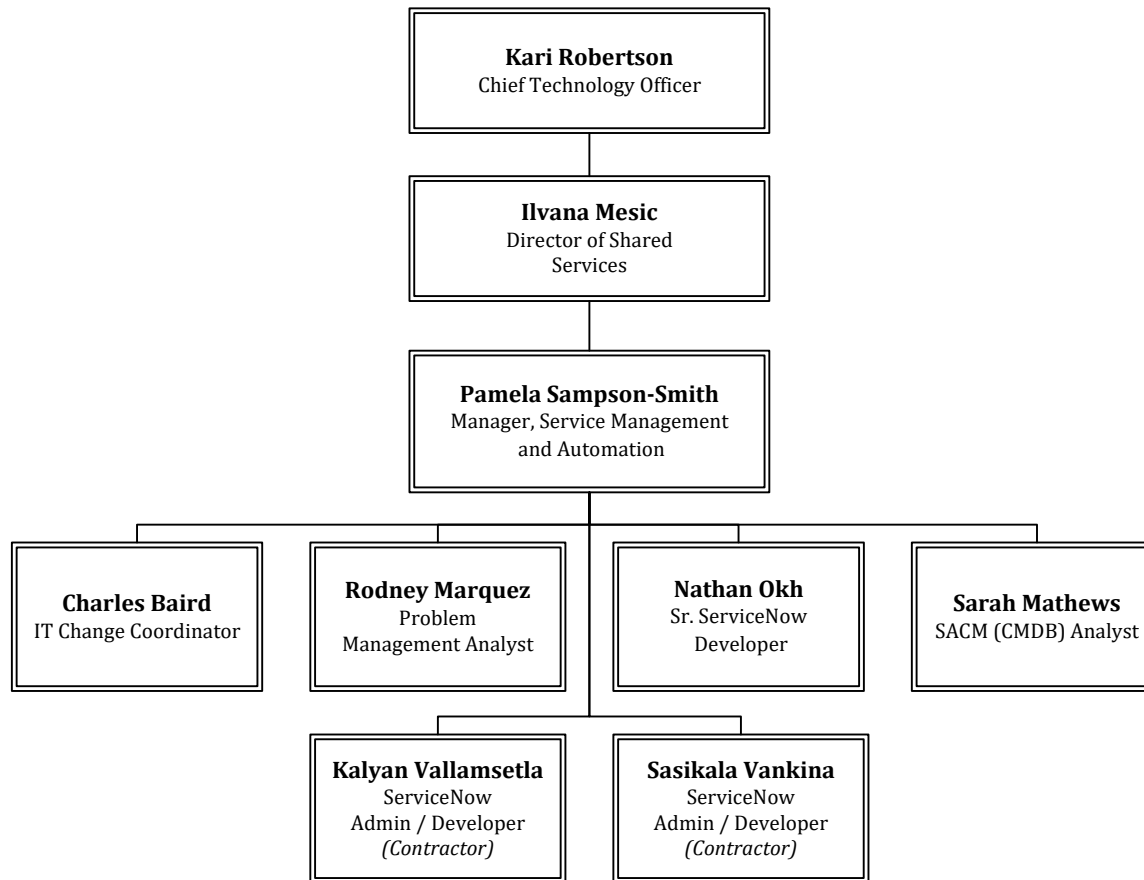 Kari Robertson
Chief Technology Officer
Ilvana Mesic
Director of Shared
Services
Pamela Sampson-Smith
Manager, Service Management
and Automation
Charles Baird
IT Change Coordinator
Rodney Marquez
Problem
Management Analyst
Nathan Okh
Sr. ServiceNow
Developer
Sarah Mathews
SACM (CMDB) Analyst
Kalyan Vallamsetla
ServiceNow
Admin / Developer
(Contractor)
Sasikala Vankina
ServiceNow
Admin / Developer
(Contractor)